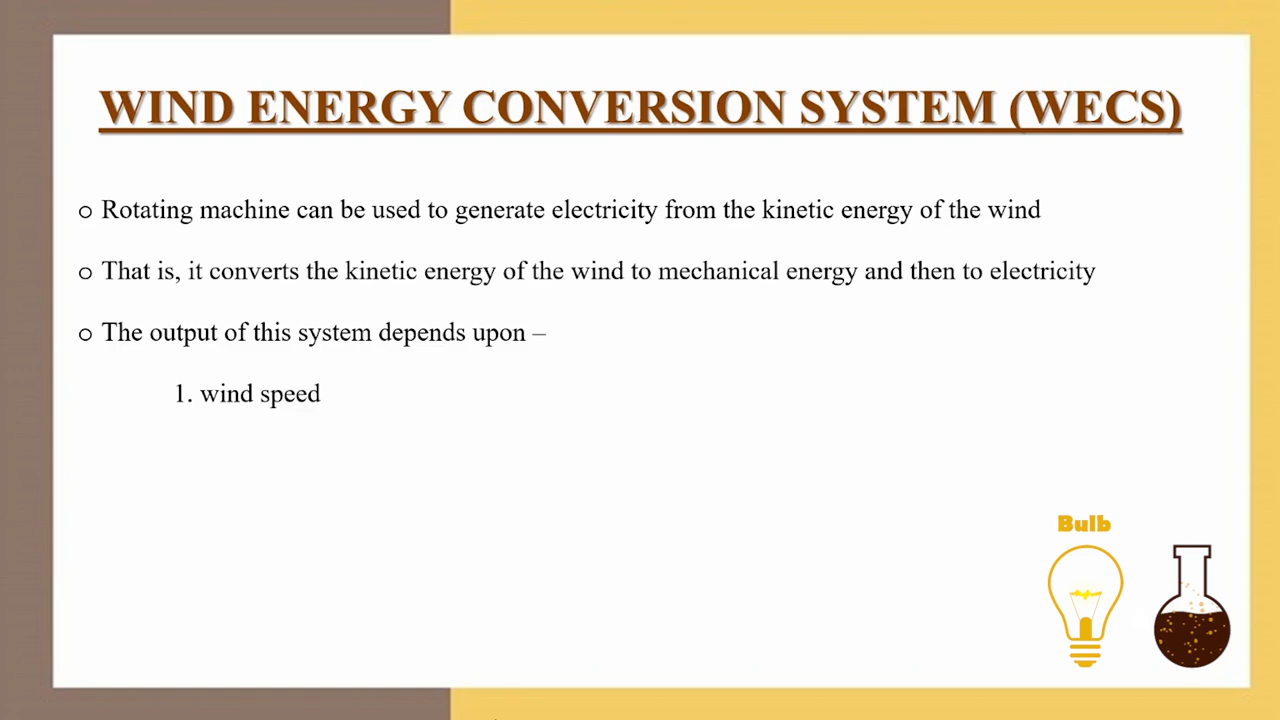 WIND ENERGY CONVERSION SYSTEM (WECS)
o Rotating machine can be used to generate electricity from the kinetic energy of the wind
o That is, it converts the kinetic energy of the wind to mechanical energy and then to electricity
o The output of this system depends upon –
1. wind speed
Bulb